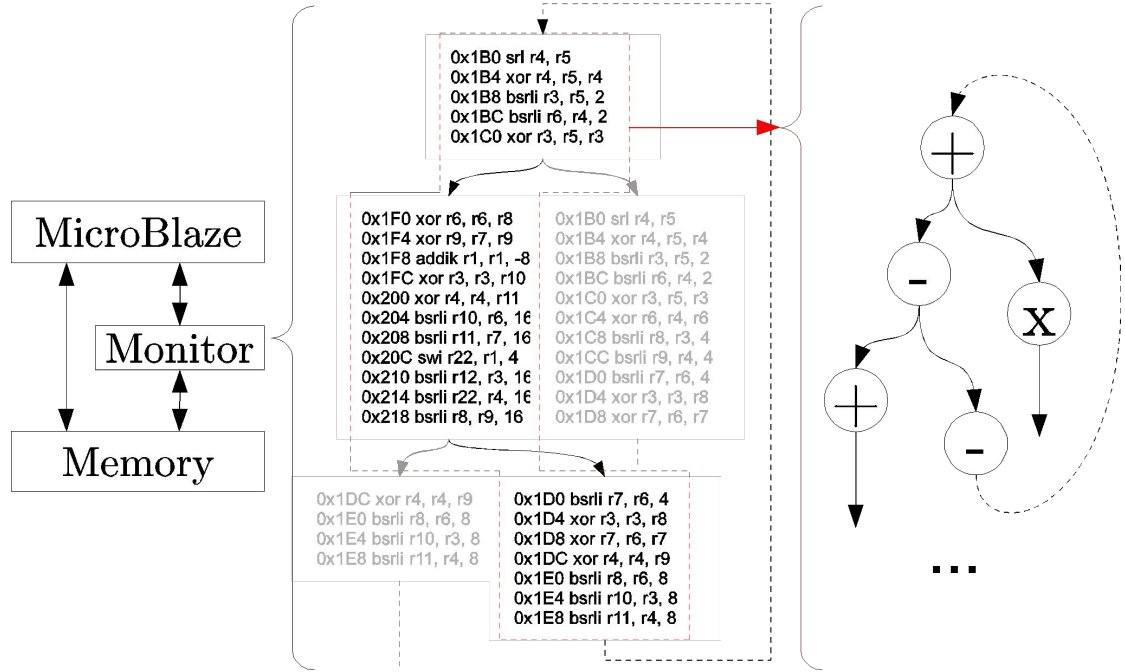 MicroBlaze
Monitor
Memory
0x1B0 srl r4, r5
0x1B4 xor r4, r5, r4
0x1B8 bsrli r3, r5, 2
0x1BC bsrli r6, r4, 2
0x1C0 xor r3, r5, r3
0x1F0 xor r6, r6, r8
0x1F4 xor r9, r7, r9
0x1F8 addik r1, r1, -8
0x1FC xor r3, r3, r10
0x200 xor r4, r4, r11
0x204 bsrli r10, r6, 16
0x208 bsrli r11, r7, 16
0x20C swi r22, r1, 4
0x210 bsrli r12, r3, 16
0x214 bsrli r22, r4, 16
0x218 bsrli r8, r9, 16
0x1B0 srl r4, r5
0x1B4 xor r4, r5, r4
0x1B8 bsrli r3, r5, 2
0x1BC bsrli r6, r4, 2
0x1C0 xor r3, r5, r3
0x1C4 xor r6, r4, r6
0x1C8 bsrli r8, r3, 4
0x1CC bsrli r9, r4, 4
0x1D0 bsrli r7, r6, 4
0x1D4 xor r3, r3, r8
0x1D8 xor r7, r6, r7
0x1DC xor r4, r4, r9
0x1E0 bsrli r8, r6, 8
0x1E4 bsrli r10, r3, 8
0x1E8 bsrli r11, r4, 8
0x1D0 bsrli r7, r6, 4
0x1D4 xor r3, r3, r8
0x1D8 xor r7, r6, r7
0x1DC xor r4, r4, r9
0x1E0 bsrli r8, r6, 8
0x1E4 bsrli r10, r3, 8
0x1E8 bsrli r11, r4, 8
+
-
x
+
-
...